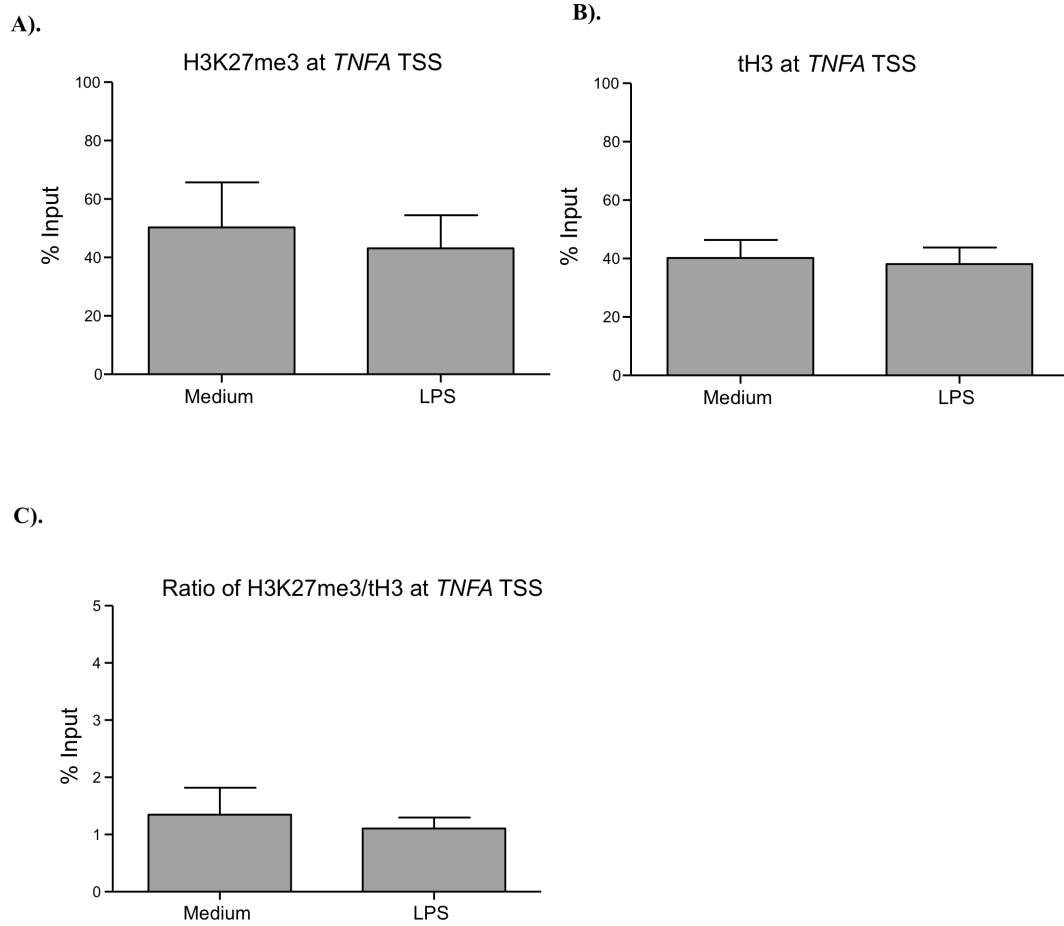 A).
H3K27me3 at TNFA TSS
100
80
60
40
20
0
% Input
Medium
LPS
B).
tH3 at TNFA TSS
100
80
60
40
20
0
% Input
Medium
LPS
C).
Ratio of H3K27me3/tH3 at TNFA TSS
5
4
3
2
1
0
% Input
Medium
LPS